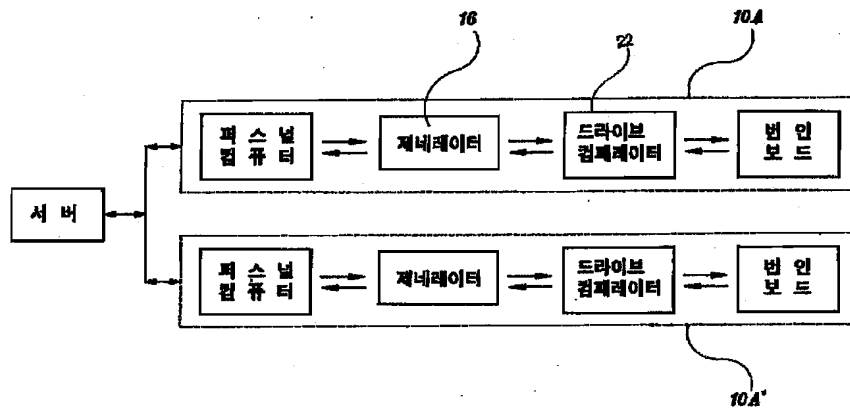 16
22
10A
퍼스널
컴퓨터
제네레이터
드라이브
컴패레이터
번인
보드
서버
퍼스널
컴퓨터
제네레이터
드라이브
컴패레이터
번인
보드
10A'